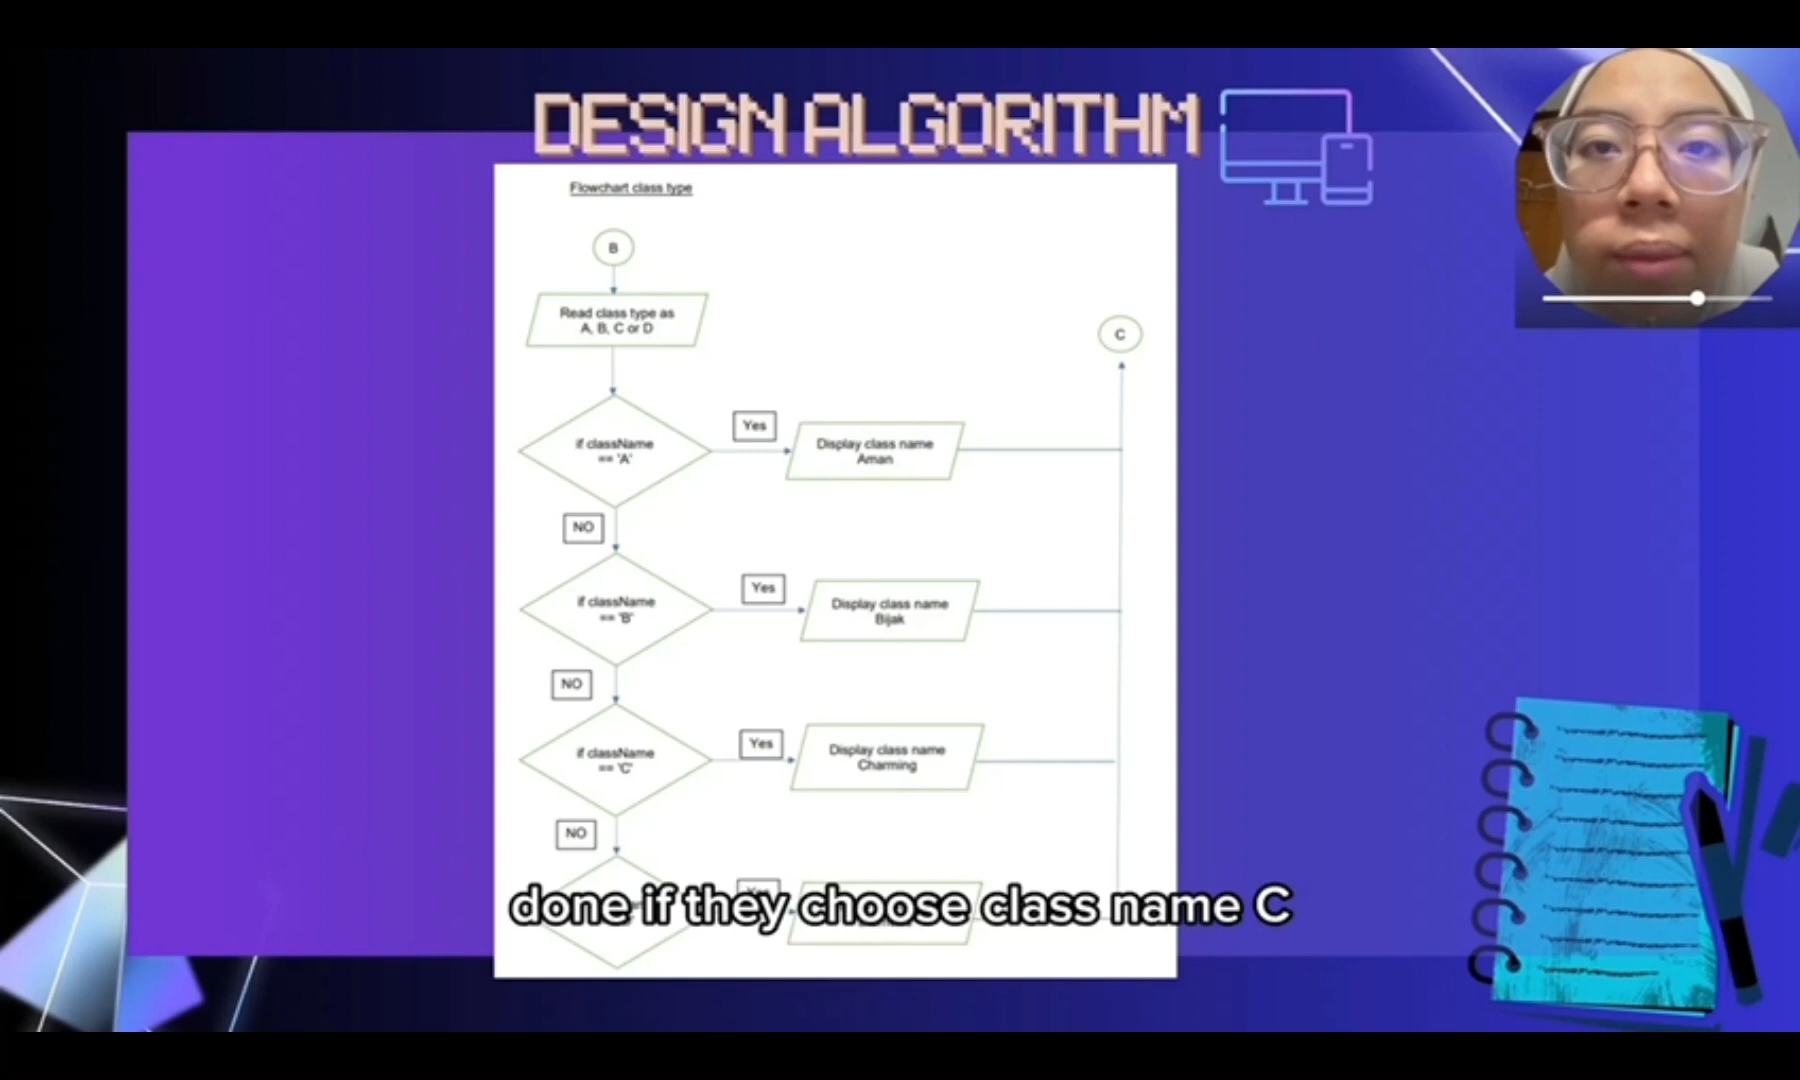 DESIGN ALGORITHM
Flowchart class type
B
Read class type as
A, B, C or D
C
if className
== 'A'
Yes
Display class name
Aman
NO
if className
== 'B'
Yes
Display class name
Bijak
NO
if className
== 'C'
Yes
Display class name
Charming
NO
Yes
done if they choose class name C